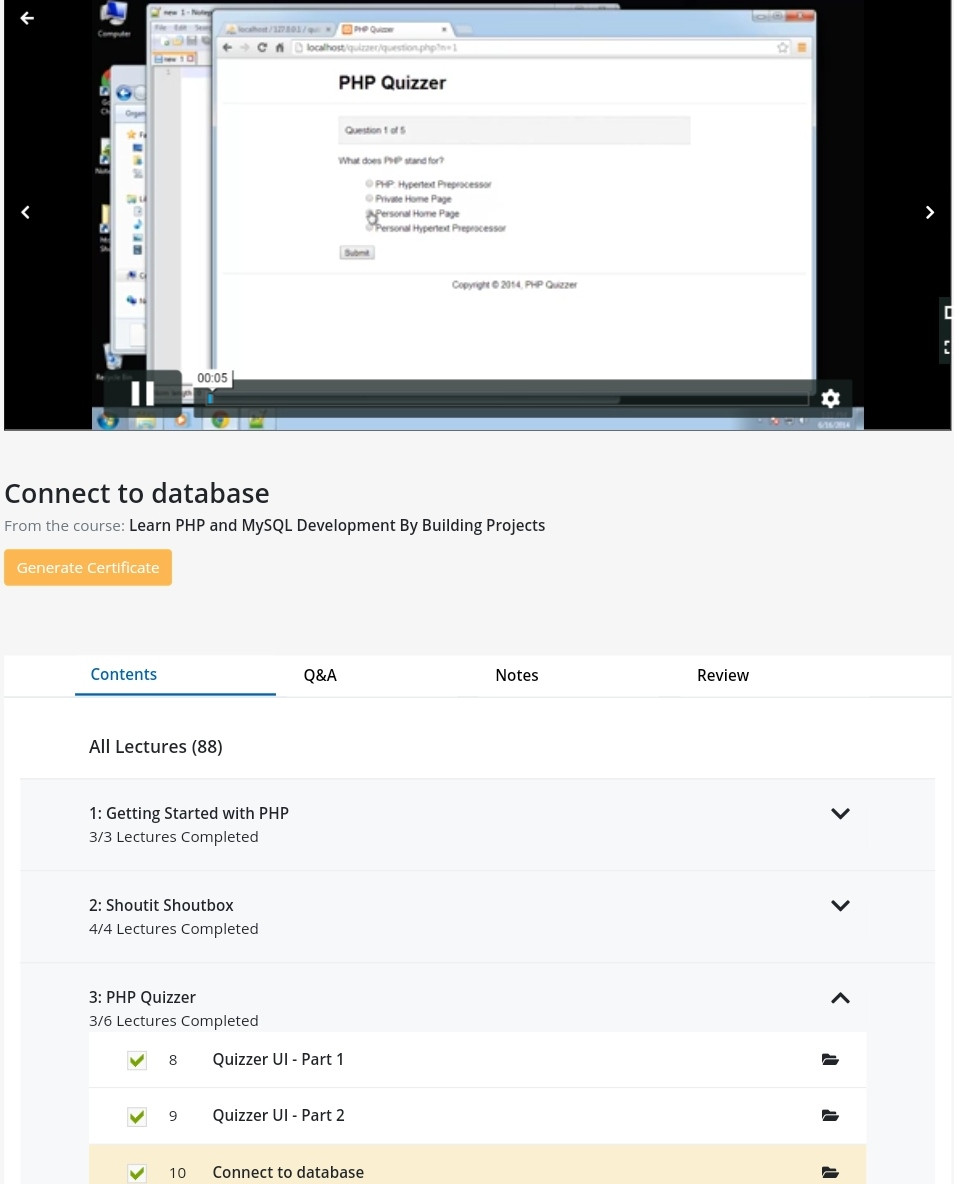 Computer
new 1 - Notep
File Edit Sear
new 1
1
localhost / 127.0.0.1 / qui
PHP Quizzer
localhost/quizzer/question.php?n=1
PHP Quizzer
Question 1 of 5
What does PHP stand for?
PHP: Hypertext Preprocessor
Private Home Page
Personal Home Page
Personal Hypertext Preprocessor
Submit
Copyright © 2014, PHP Quizzer
00:05
6/16/2014
Connect to database
From the course: Learn PHP and MySQL Development By Building Projects
Generate Certificate
Contents
Q&A
Notes
Review
All Lectures (88)
1: Getting Started with PHP
3/3 Lectures Completed
2: Shoutit Shoutbox
4/4 Lectures Completed
3: PHP Quizzer
3/6 Lectures Completed
8 Quizzer UI - Part 1
9 Quizzer UI - Part 2
10 Connect to database